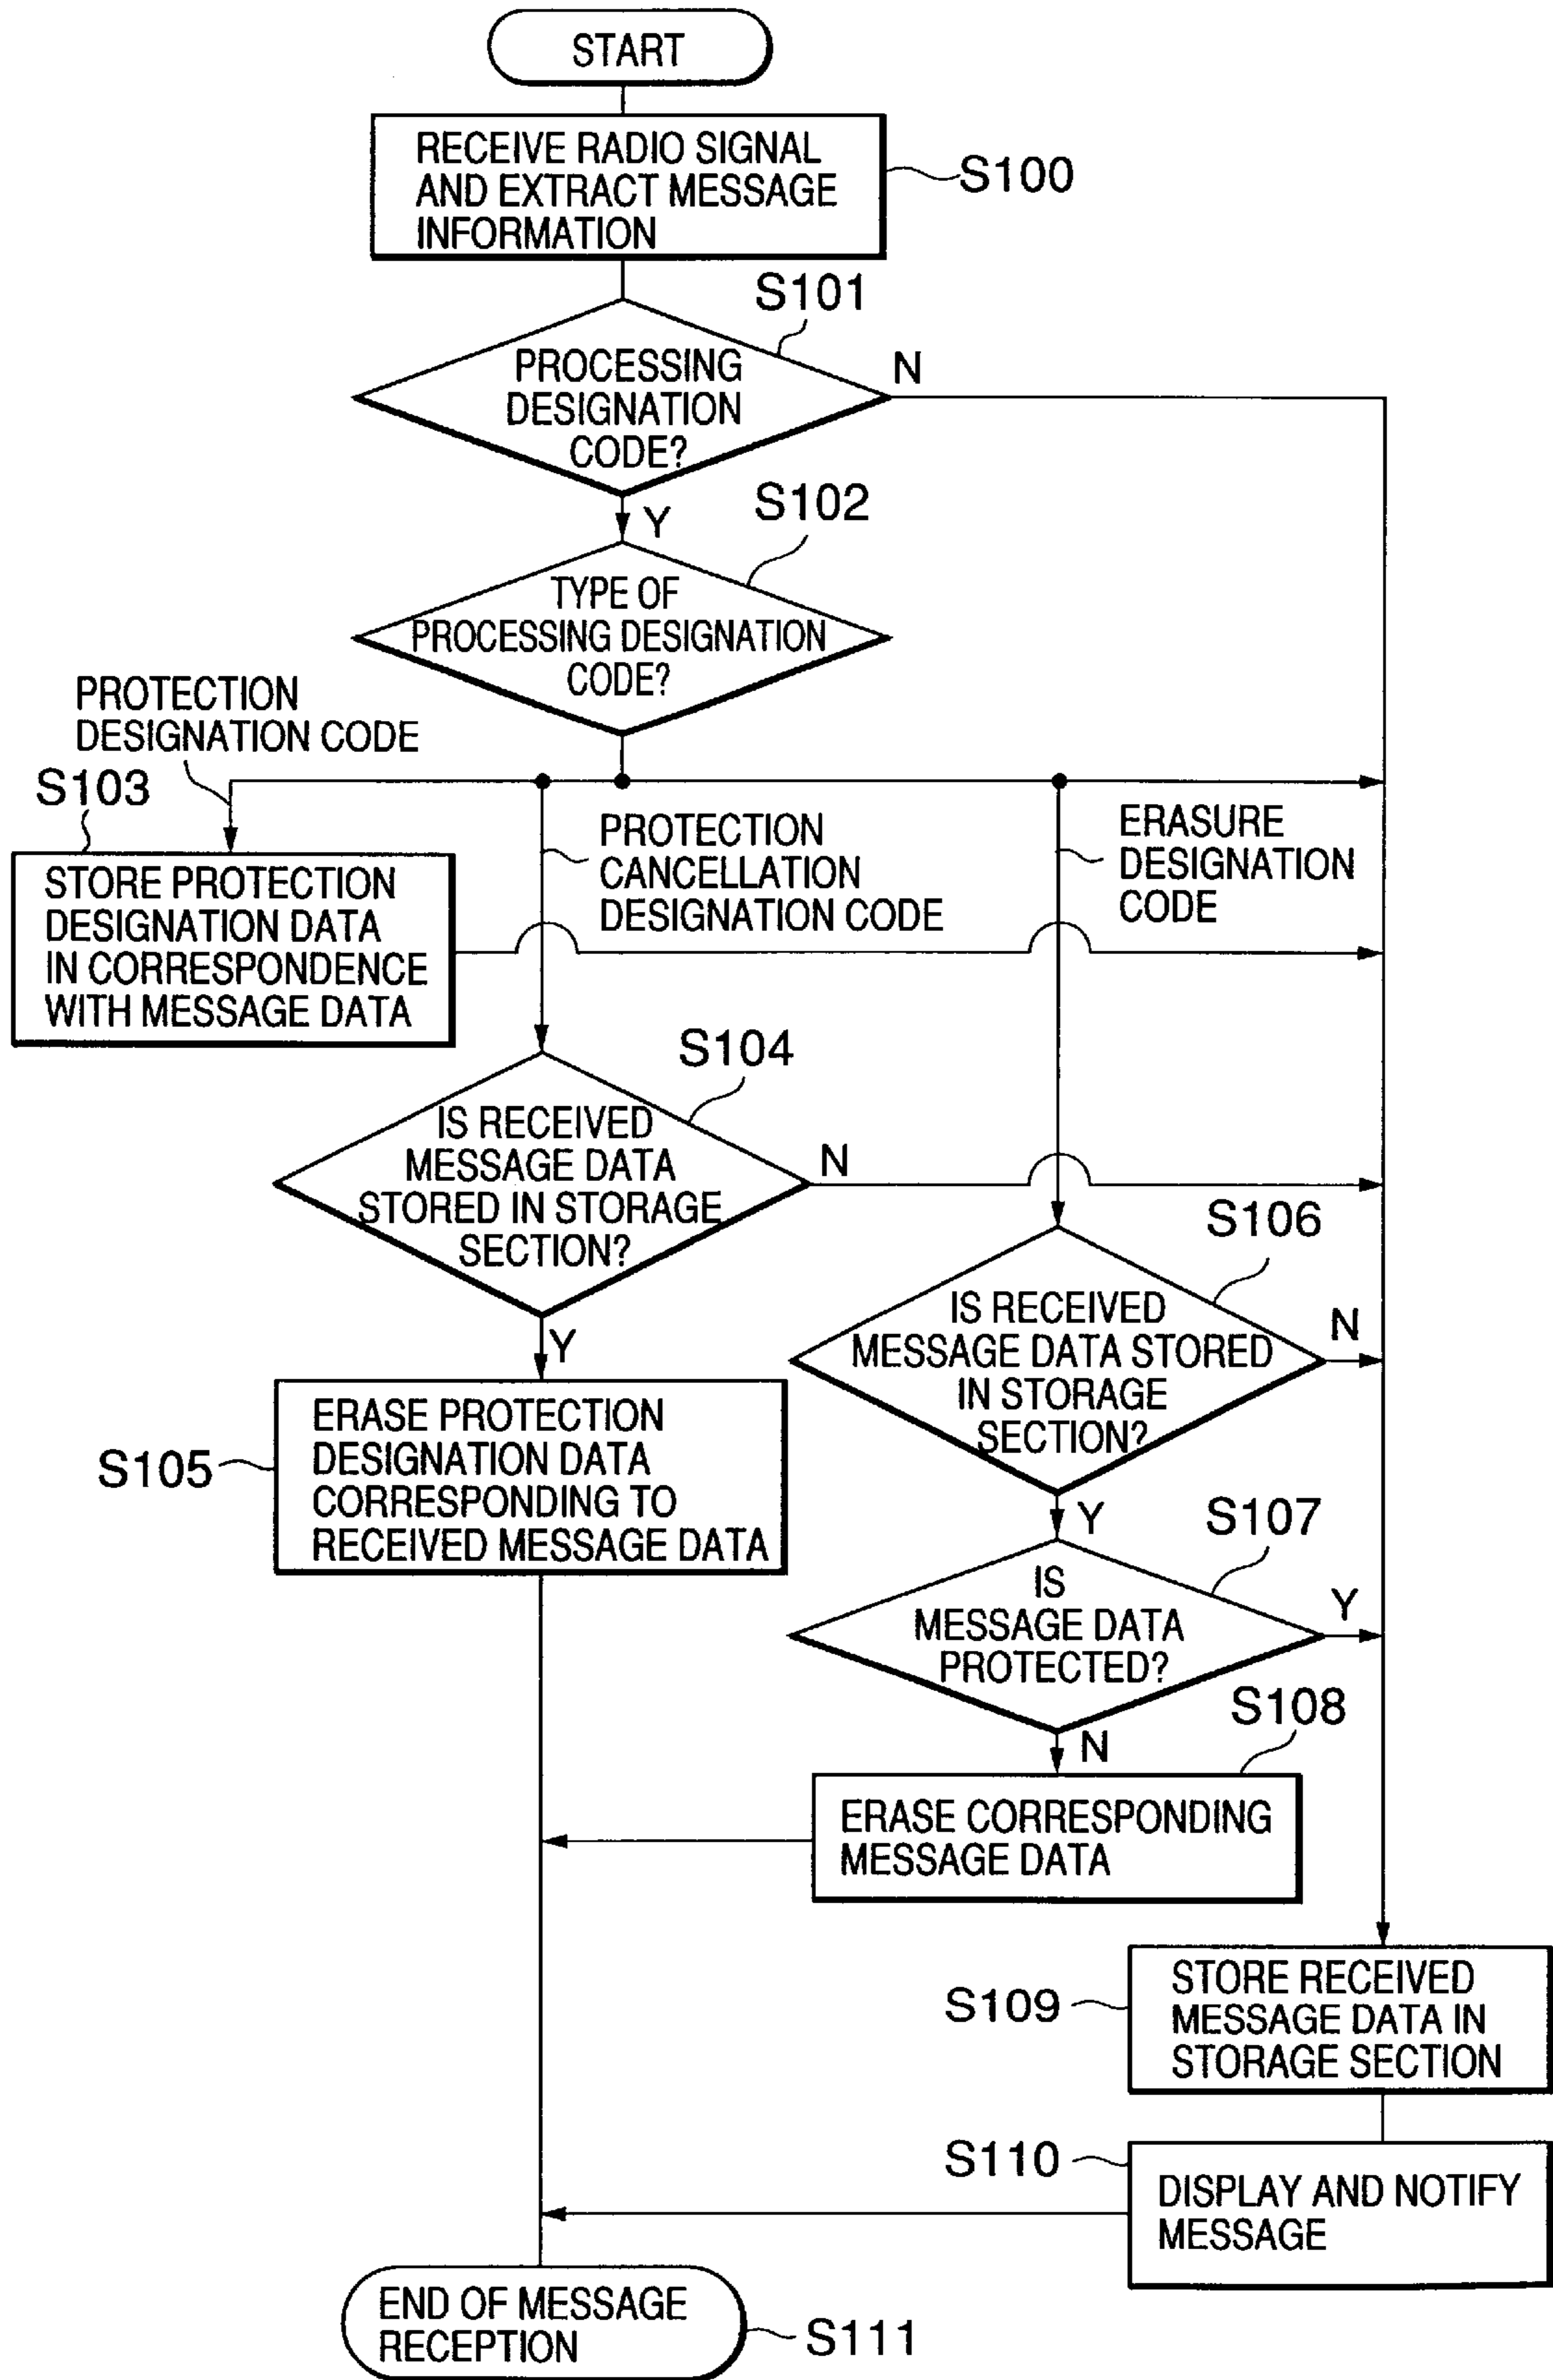 START
RECEIVE RADIO SIGNAL
AND EXTRACT MESSAGE
INFORMATION
S100
S101
PROCESSING
DESIGNATION
CODE?
N
Y
S102
TYPE OF
PROCESSING DESIGNATION
CODE?
PROTECTION
DESIGNATION CODE
S103
STORE PROTECTION
DESIGNATION DATA
IN CORRESPONDENCE
WITH MESSAGE DATA
PROTECTION
CANCELLATION
DESIGNATION CODE
ERASURE
DESIGNATION
CODE
S104
IS RECEIVED
MESSAGE DATA
STORED IN STORAGE
SECTION?
N
Y
S105
ERASE PROTECTION
DESIGNATION DATA
CORRESPONDING TO
RECEIVED MESSAGE DATA
S106
IS RECEIVED
MESSAGE DATA STORED
IN STORAGE
SECTION?
N
Y
S107
IS
MESSAGE DATA
PROTECTED?
Y
N
S108
ERASE CORRESPONDING
MESSAGE DATA
S109
STORE RECEIVED
MESSAGE DATA IN
STORAGE SECTION
S110
DISPLAY AND NOTIFY
MESSAGE
END OF MESSAGE
RECEPTION
S111